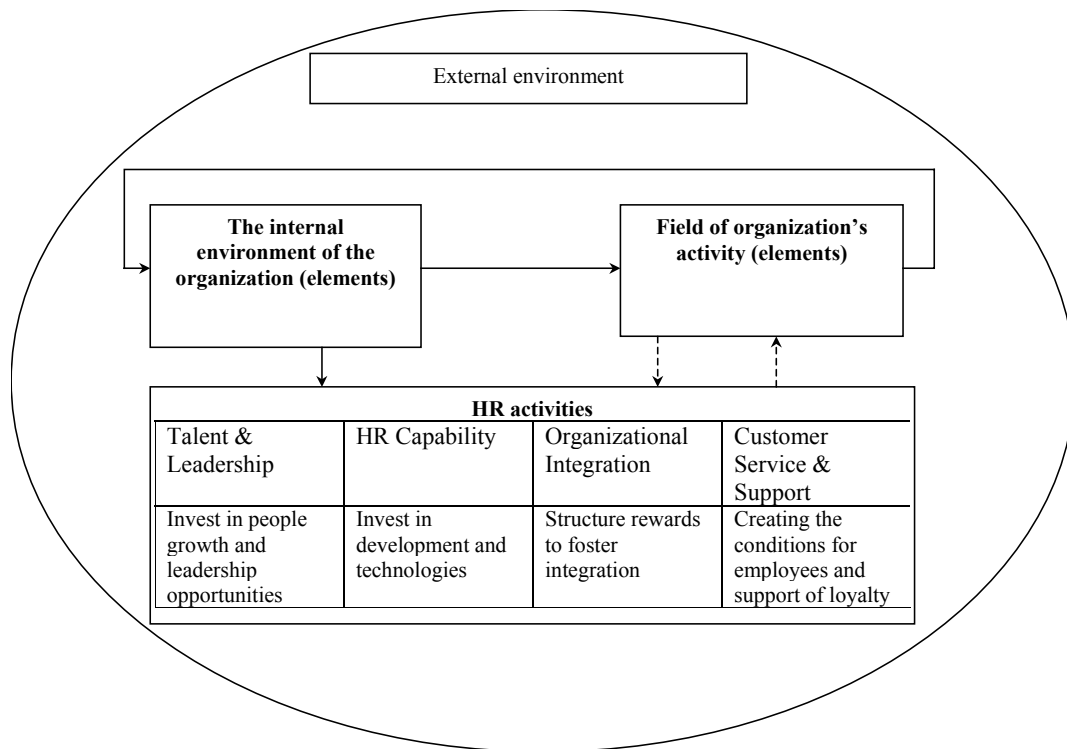 External environment
The internal
environment of the
organization (elements)
Field of organization's
activity (elements)
HR activities
Talent &
Leadership
HR Capability
Organizational
Integration
Customer
Service &
Support
Invest in people
growth and
leadership
opportunities
Invest in
development and
technologies
Structure rewards
to foster
integration
Creating the
conditions for
employees and
support of loyalty